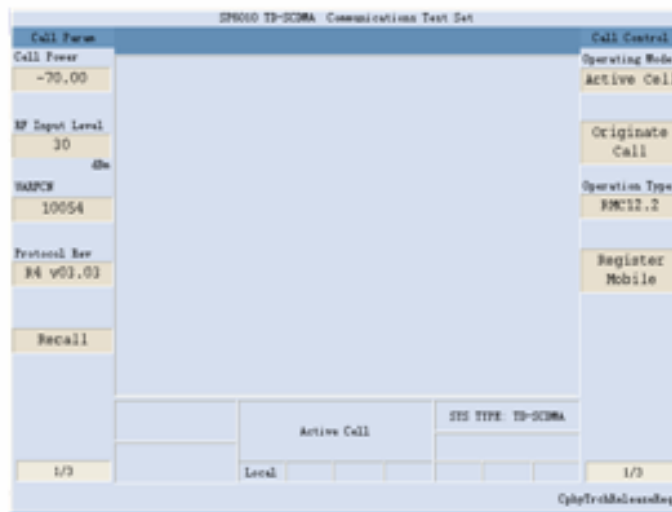 SP6010 TD-SCDMA Communications Test Set
Call Param
Call Power
-70.00
RF Input Level
30
dBm
UARFCN
10054
Protocol Rev
R4 v03.03
Recall
1/3
Active Call
SYS TYPE: TD-SCDMA
Local
Call Control
Operating Mode
Active Cell
Originate
Call
Operation Type
RMC12.2
Register
Mobile
1/3
CphyTrchReleaseReq